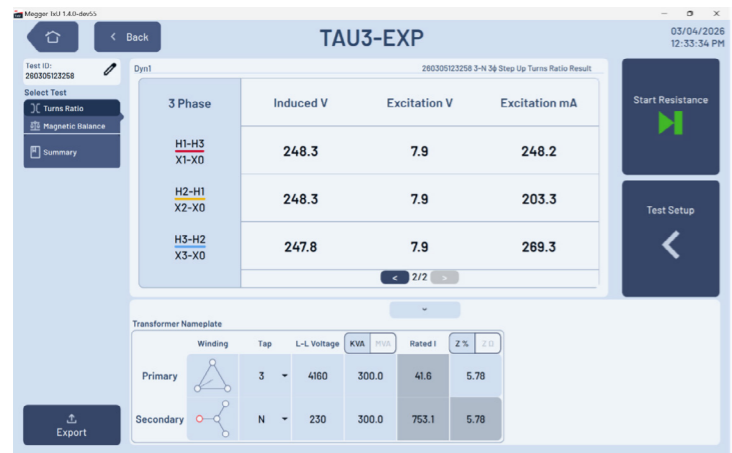 Megger IxU 1.4.0-dev55
Back
TAU3-EXP
03/04/2026
12:33:34 PM
Test ID:
260305123258
Select Test
Turns Ratio
Magnetic Balance
Summary
Export
Dyn1
260305123258 3-N 3ϕ Step Up Turns Ratio Result
3 Phase Induced V Excitation V Excitation mA
H1-H3
X1-X0
248.3 7.9 248.2
H2-H1
X2-X0
248.3 7.9 203.3
H3-H2
X3-X0
247.8 7.9 269.3
< 2/2 >
Transformer Nameplate
Winding Tap L-L Voltage KVA MVA Rated I Z % Z Ω
Primary 3 4160 300.0 41.6 5.78
Secondary N 230 300.0 753.1 5.78
Start Resistance
Test Setup